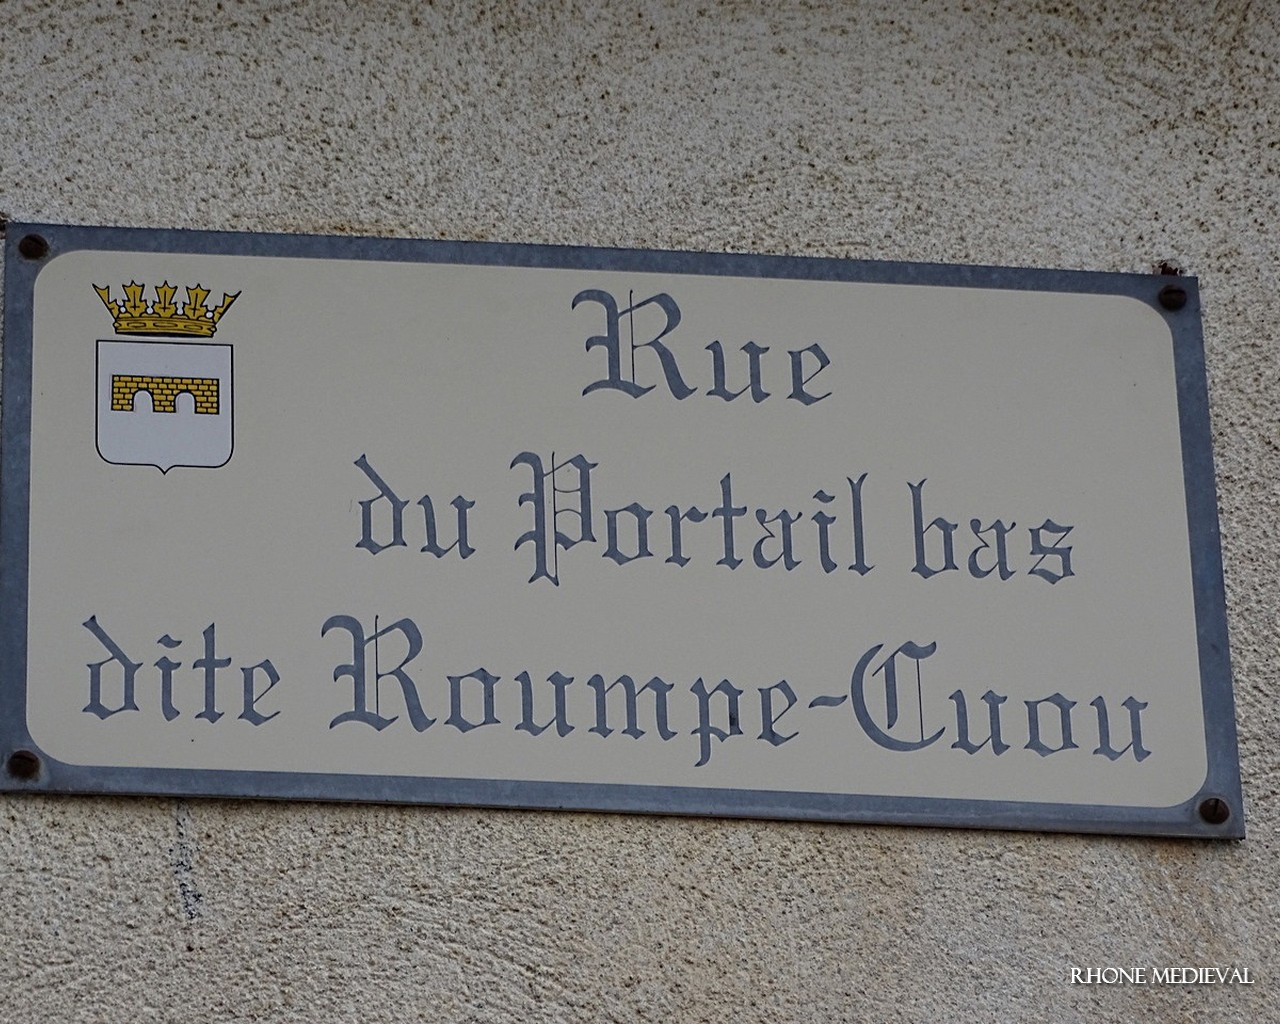 Rue
du Portail bas
dite Roumpe-Cuou
RHONE MEDIEVAL